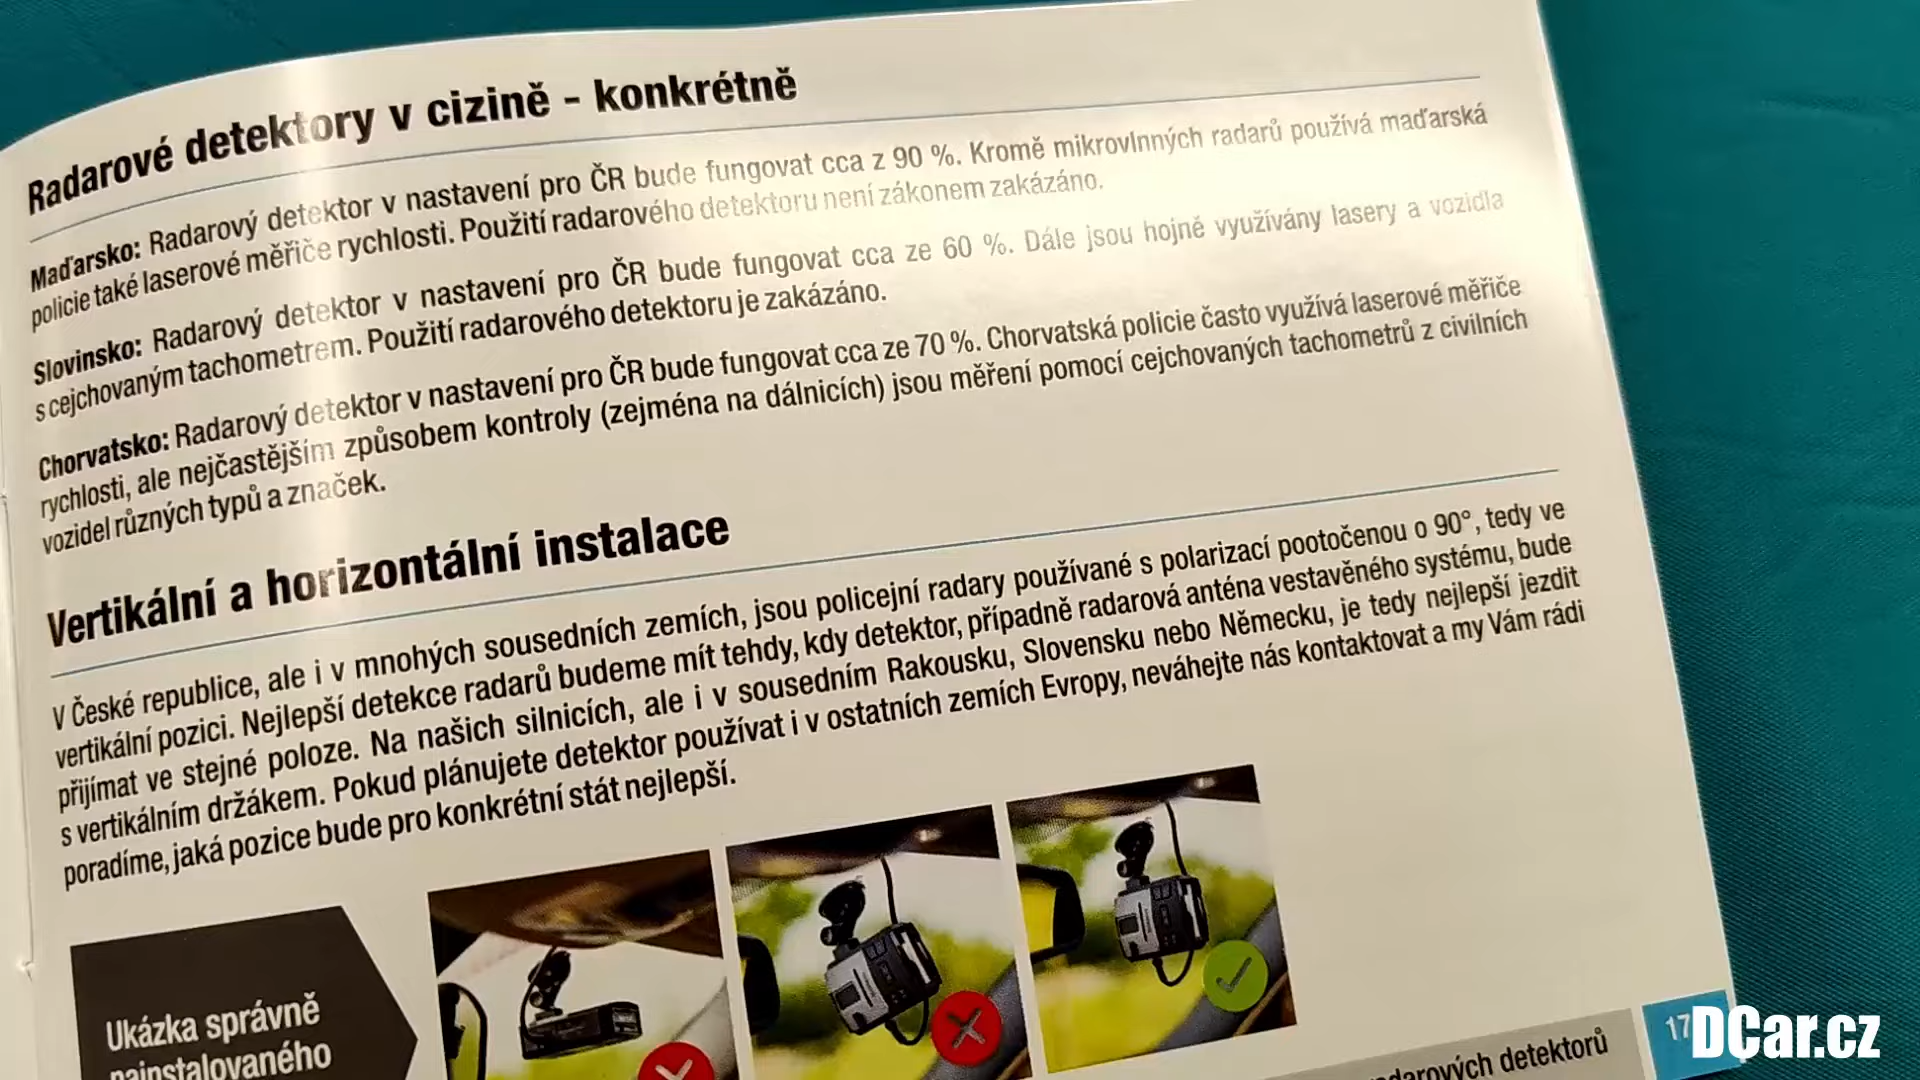 Radarové detektory v cizině - konkrétně
Maďarsko: Radarový detektor v nastavení pro ČR bude fungovat cca z 90 %. Kromě mikrovlnných radarů používá maďarská
policie také laserové měřiče rychlosti. Použití radarového detektoru není zákonem zakázáno.
Slovinsko: Radarový detektor v nastavení pro ČR bude fungovat cca ze 60 %. Dále jsou hojně využívány lasery a vozidla
s cejchovaným tachometrem. Použití radarového detektoru je zakázáno.
Chorvatsko: Radarový detektor v nastavení pro ČR bude fungovat cca ze 70 %. Chorvatská policie často využívá laserové měřiče
rychlosti, ale nejčastějším způsobem kontroly (zejména na dálnicích) jsou měření pomocí cejchovaných tachometrů z civilních
vozidel různých typů a značek.
Vertikální a horizontální instalace
V České republice, ale i v mnohých sousedních zemích, jsou policejní radary používané s polarizací pootočenou o 90°, tedy ve
vertikální pozici. Nejlepší detekce radarů budeme mít tehdy, kdy detektor, případně radarová anténa vestavěného systému, bude
přijímat ve stejné poloze. Na našich silnicích, ale i v sousedním Rakousku, Slovensku nebo Německu, je tedy nejlepší jezdit
s vertikálním držákem. Pokud plánujete detektor používat i v ostatních zemích Evropy, neváhejte nás kontaktovat a my Vám rádi
poradíme, jaká pozice bude pro konkrétní stát nejlepší.
Ukázka správně
nainstalovaného
darových detektorů
17
DCar.cz